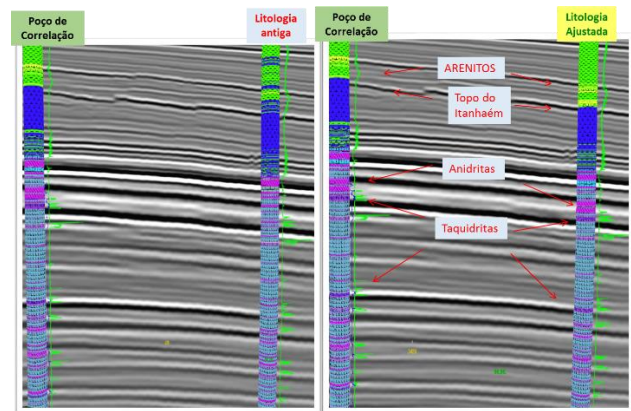 Poço de
Correlação
Litologia
antiga
Poço de
Correlação
Litologia
Ajustada
ARENITOS
Topo do
Itanhaém
Anidritas
Taquidritas